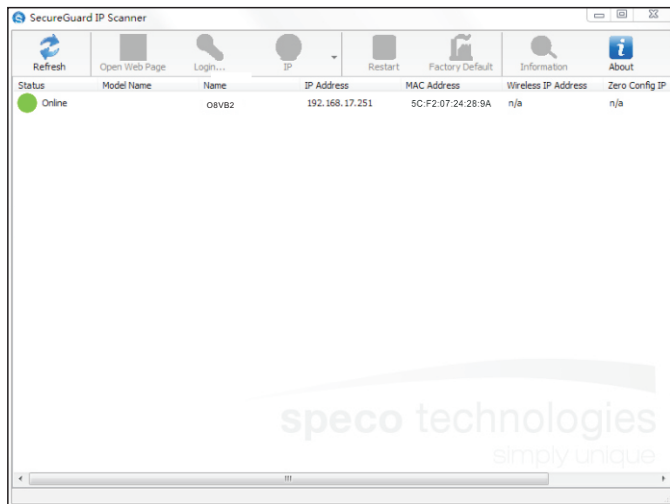 SecureGuard IP Scanner
Refresh Open Web Page Login... IP Restart Factory Default Information About
Status Model Name Name IP Address MAC Address Wireless IP Address Zero Config IP
Online O8VB2 192.168.17.251 5C:F2:07:24:28:9A n/a n/a
speco technologies
simply unique